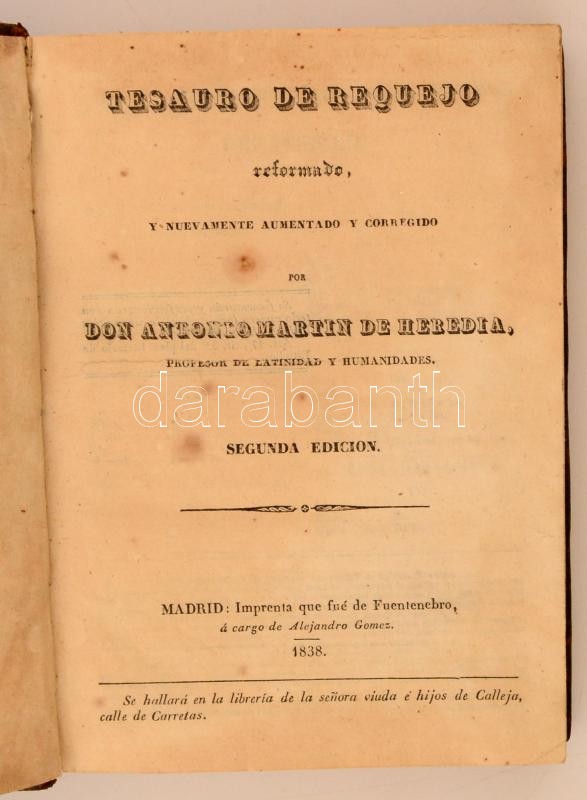 TESAURO DE REQUEJO
reformado,
Y NUEVAMENTE AUMENTADO Y CORREGIDO
POR
DON ANTONIO MARTIN DE HEREDIA,
PROFESOR DE LATINIDAD Y HUMANIDADES.
darabanth
SEGUNDA EDICION.
MADRID: Imprenta que fué de Fuentenebro,
á cargo de Alejandro Gomez.
1838.
Se hallará en la librería de la señora viuda é hijos de Calleja,
calle de Carretas.